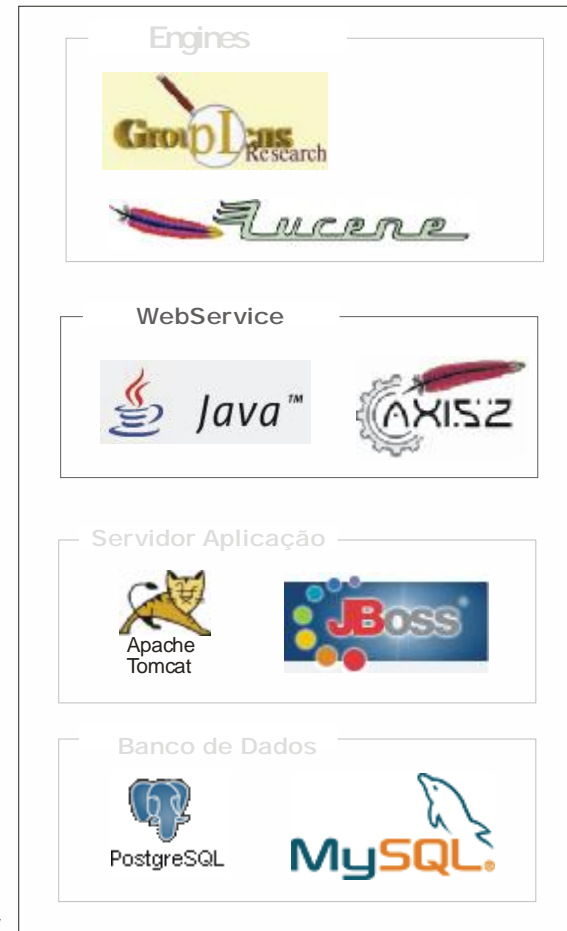 Engines
GroupLens
Research
Lucene
WebService
Java™
AXIS2
Servidor Aplicação
Apache
Tomcat
JBoss®
Banco de Dados
PostgreSQL
MySQL®